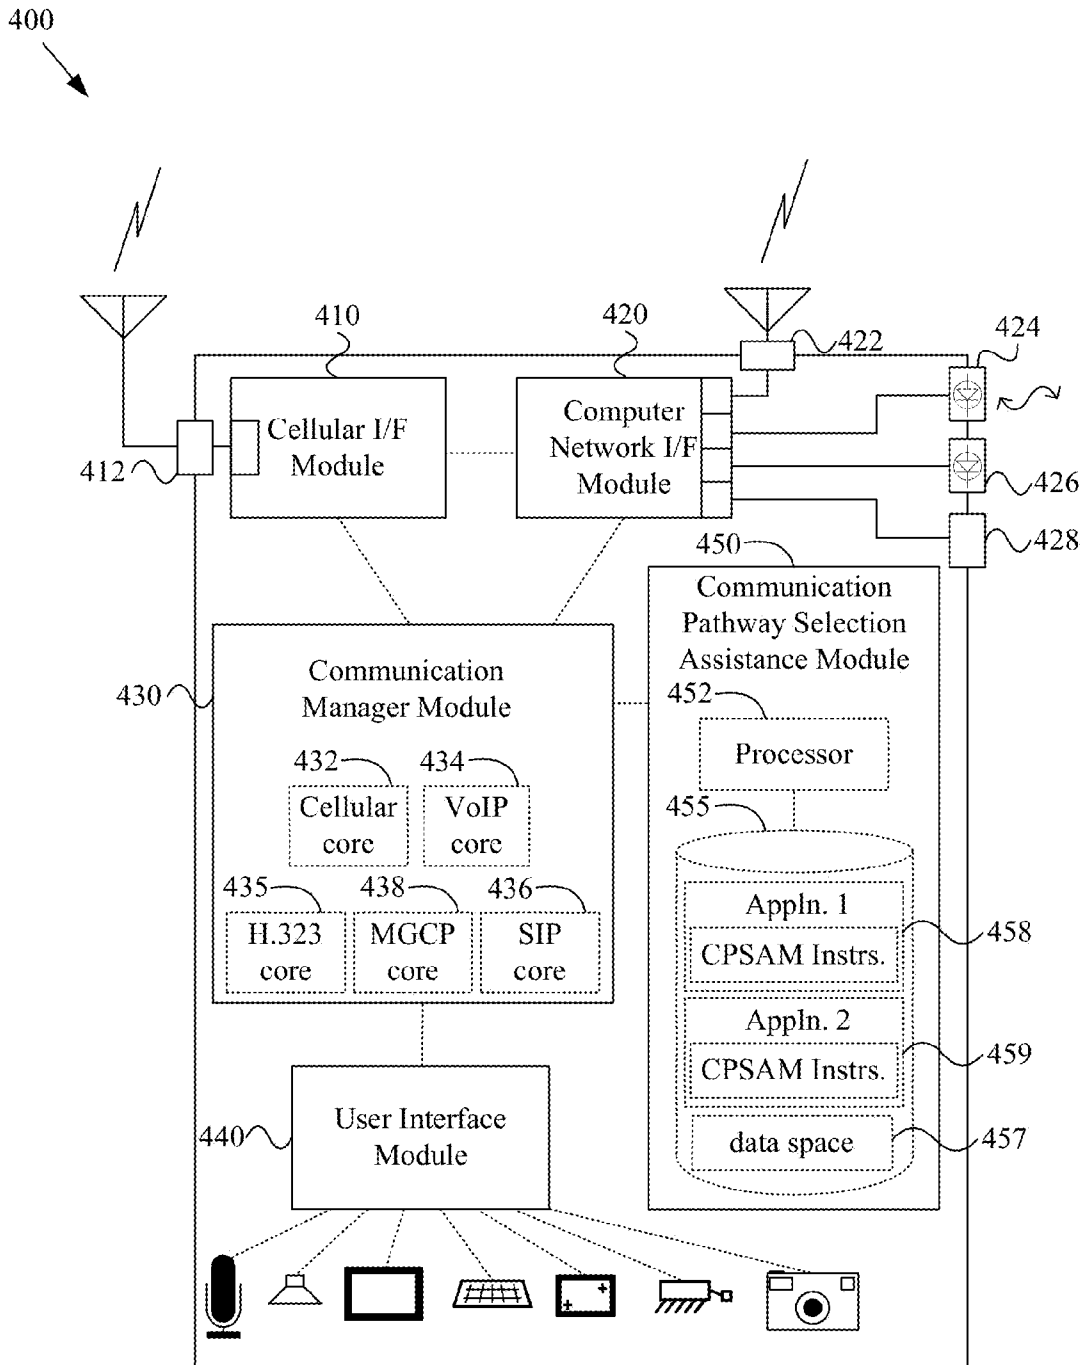 400
410
420
422
424
Cellular I/F
Module
Computer
Network I/F
Module
412
426
428
450
Communication
Pathway Selection
Assistance Module
430
Communication
Manager Module
452
Processor
432
434
Cellular
core
VoIP
core
455
435
438
436
H.323
core
MGCP
core
SIP
core
Appln. 1
CPSAM Instrs.
458
Appln. 2
CPSAM Instrs.
459
data space
457
440
User Interface
Module